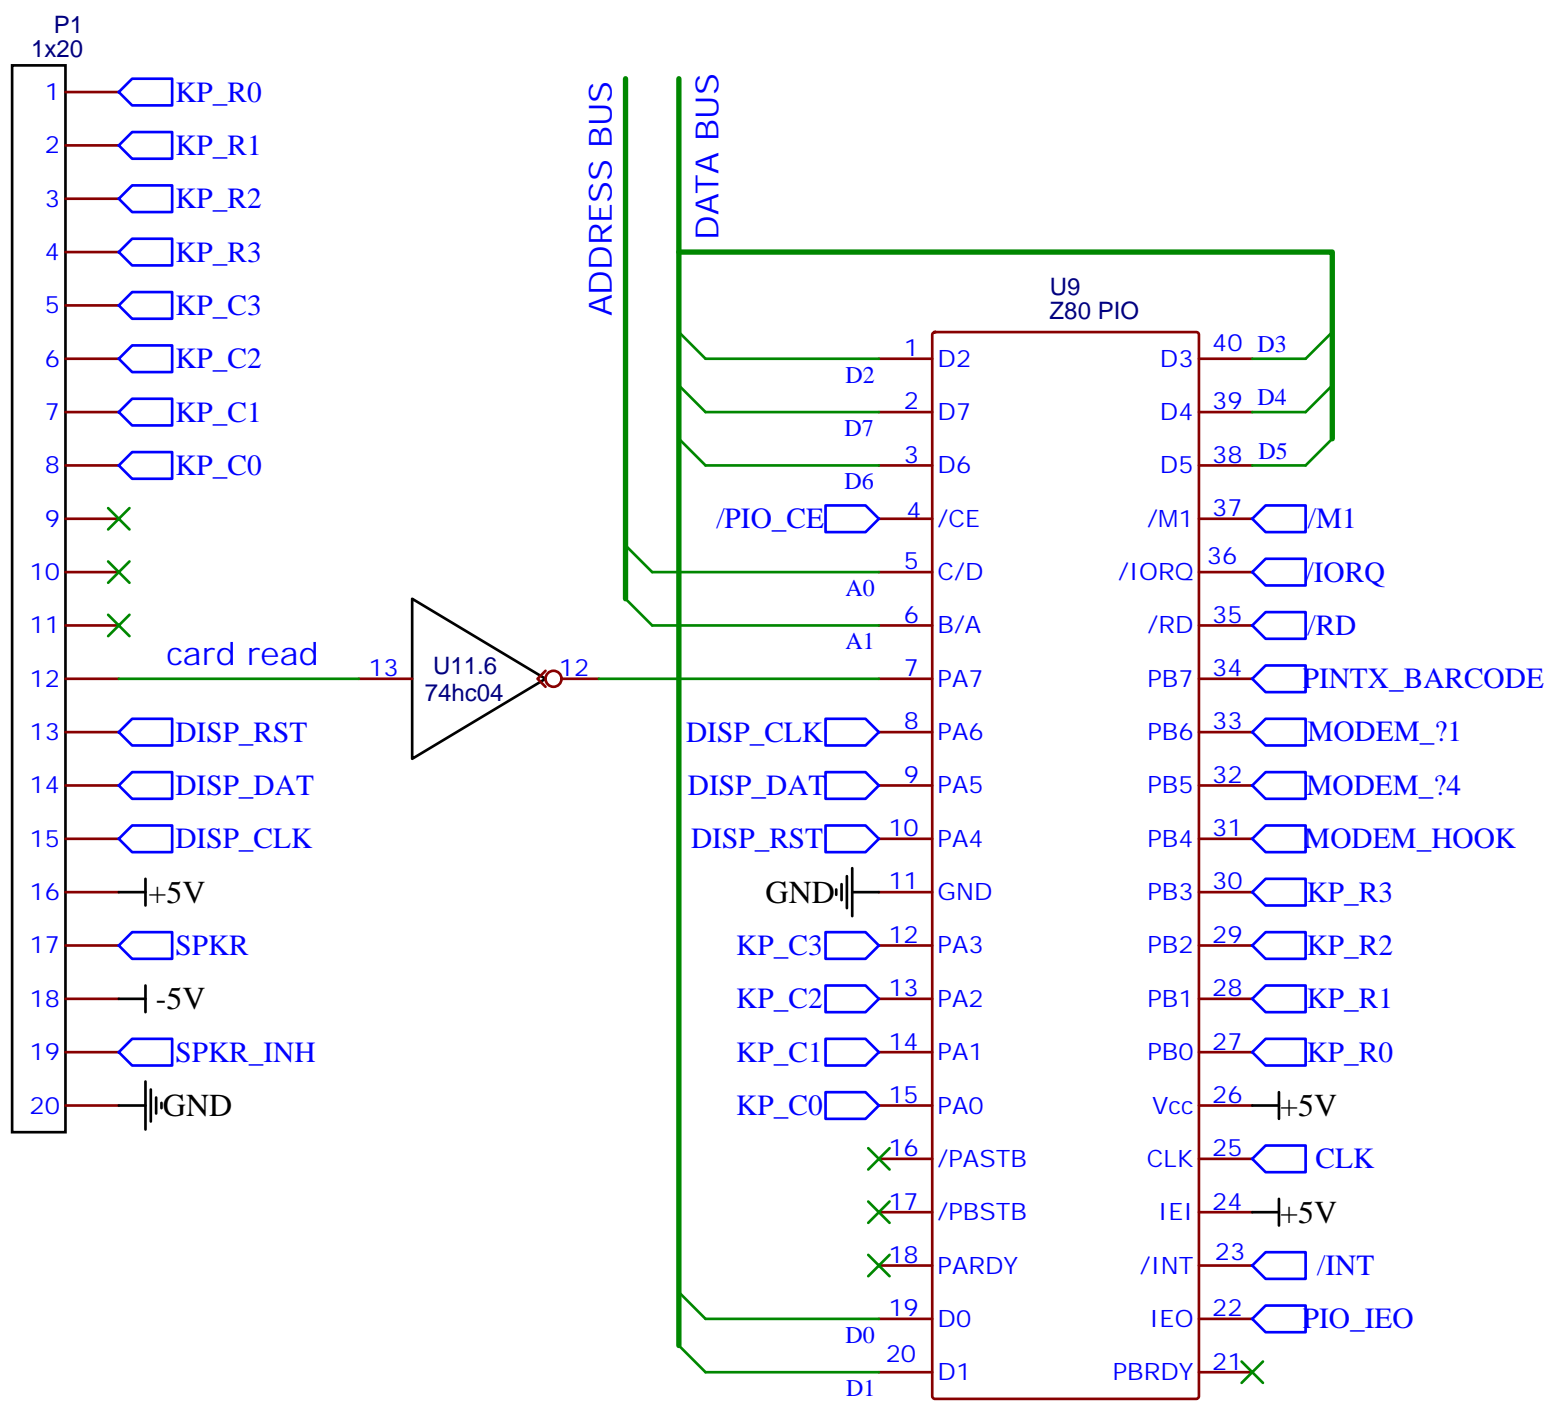 P1
1x20
1 KP_R0
2 KP_R1
3 KP_R2
4 KP_R3
5 KP_C3
6 KP_C2
7 KP_C1
8 KP_C0
9
10
11
12 card read
13 DISP_RST
14 DISP_DAT
15 DISP_CLK
16 +5V
17 SPKR
18 -5V
19 SPKR_INH
20 GND
13 U11.6 12
74hc04
ADDRESS BUS
DATA BUS
U9
Z80 PIO
D2 1 D2
D7 2 D7
D6 3 D6
/PIO_CE 4 /CE
A0 5 C/D
A1 6 B/A
7 PA7
DISP_CLK 8 PA6
DISP_DAT 9 PA5
DISP_RST 10 PA4
GND 11 GND
KP_C3 12 PA3
KP_C2 13 PA2
KP_C1 14 PA1
KP_C0 15 PA0
16 /PASTB
17 /PBSTB
18 PARDY
D0 19 D0
D1 20 D1
D3 40 D3
D4 39 D4
D5 38 D5
/M1 37 /M1
/IORQ 36 /IORQ
/RD 35 /RD
PB7 34 PINTX_BARCODE
PB6 33 MODEM_?1
PB5 32 MODEM_?4
PB4 31 MODEM_HOOK
PB3 30 KP_R3
PB2 29 KP_R2
PB1 28 KP_R1
PB0 27 KP_R0
Vcc 26 +5V
CLK 25 CLK
IEI 24 +5V
/INT 23 /INT
IEO 22 PIO_IEO
PBRDY 21